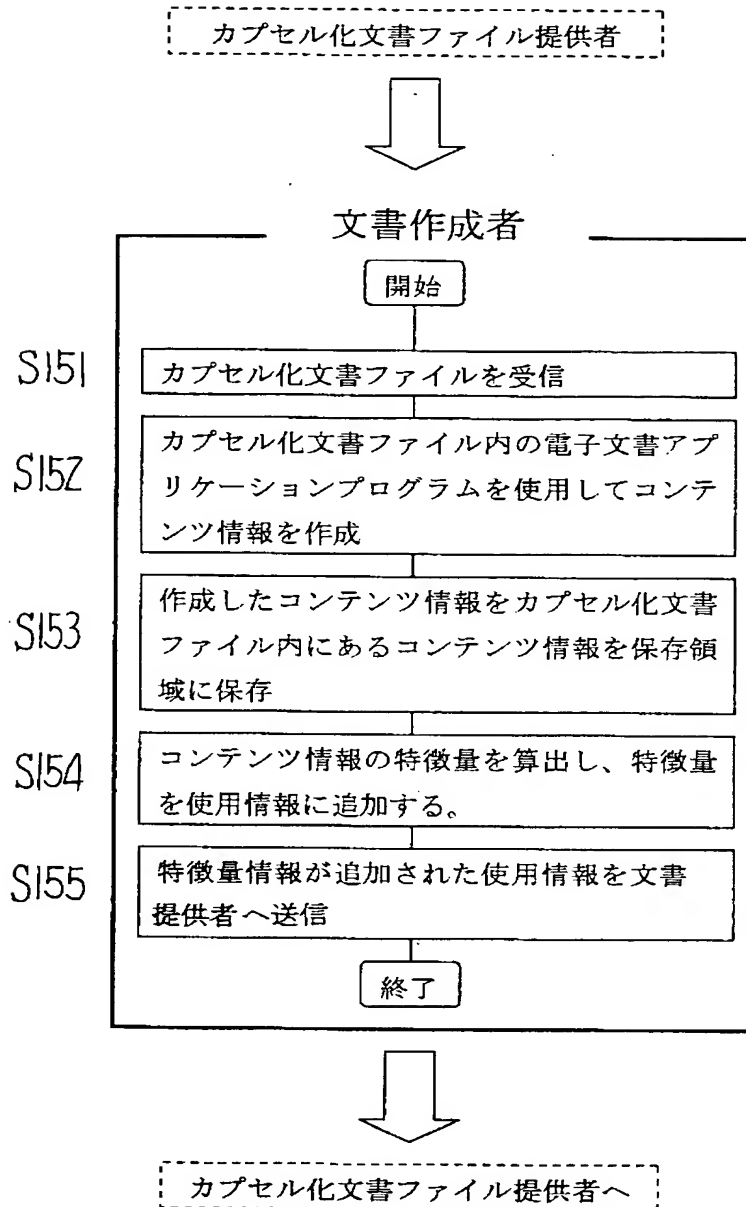 カプセル化文書ファイル提供者
文書作成者
開始
S151
カプセル化文書ファイルを受信
S152
カプセル化文書ファイル内の電子文書アプ
リケーションプログラムを使用してコンテ
ンツ情報を作成
S153
作成したコンテンツ情報をカプセル化文書
ファイル内にあるコンテンツ情報を保存領
域に保存
S154
コンテンツ情報の特徴量を算出し、特徴量
を使用情報に追加する。
S155
特徴量情報が追加された使用情報を文書
提供者へ送信
終了
カプセル化文書ファイル提供者へ